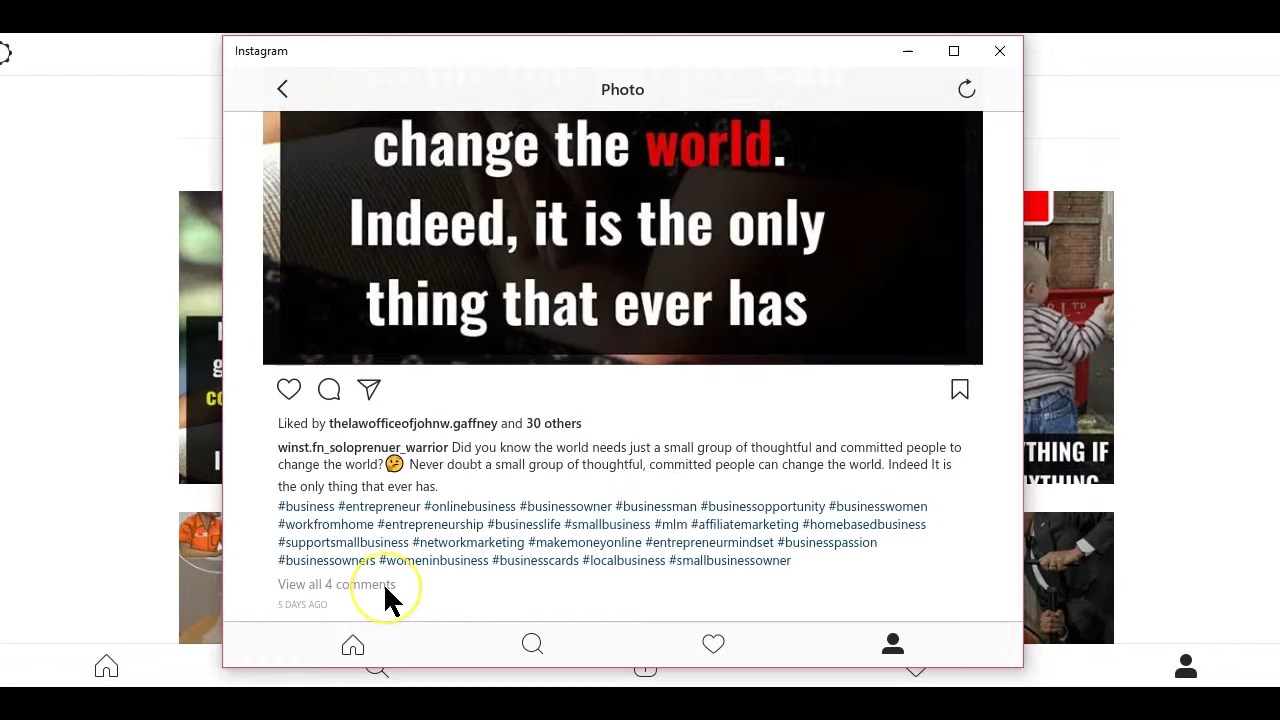 Instagram
Photo
change the world.
Indeed, it is the only
thing that ever has
Liked by thelawofficeofjohnw.gaffney and 30 others
winst.fn_soloprenuer_warrior Did you know the world needs just a small group of thoughtful and committed people to
change the world?😕 Never doubt a small group of thoughtful, committed people can change the world. Indeed It is
the only thing that ever has.
#business #entrepreneur #onlinebusiness #businessowner #businessman #businessopportunity #businesswomen
#workfromhome #entrepreneurship #businesslife #smallbusiness #mlm #affiliatemarketing #homebasedbusiness
#supportsmallbusiness #networkmarketing #makemoneyonline #entrepreneurmindset #businesspassion
#businessowners #womeninbusiness #businesscards #localbusiness #smallbusinessowner
View all 4 comments
5 DAYS AGO
YTHING IF